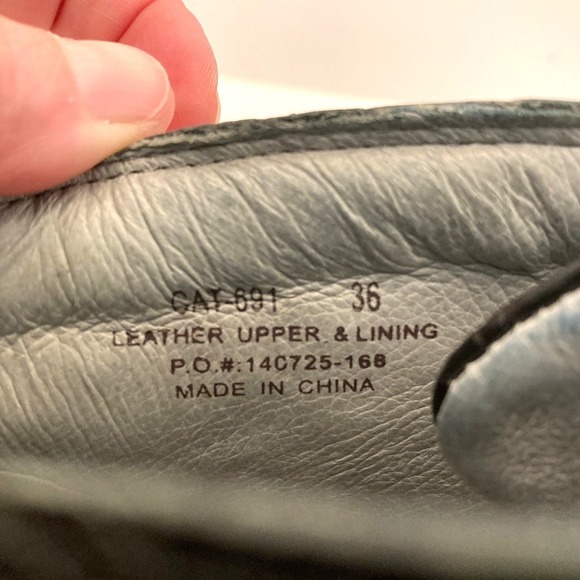 CAT-691 36
LEATHER UPPER & LINING
P.O.#:140725-168
MADE IN CHINA